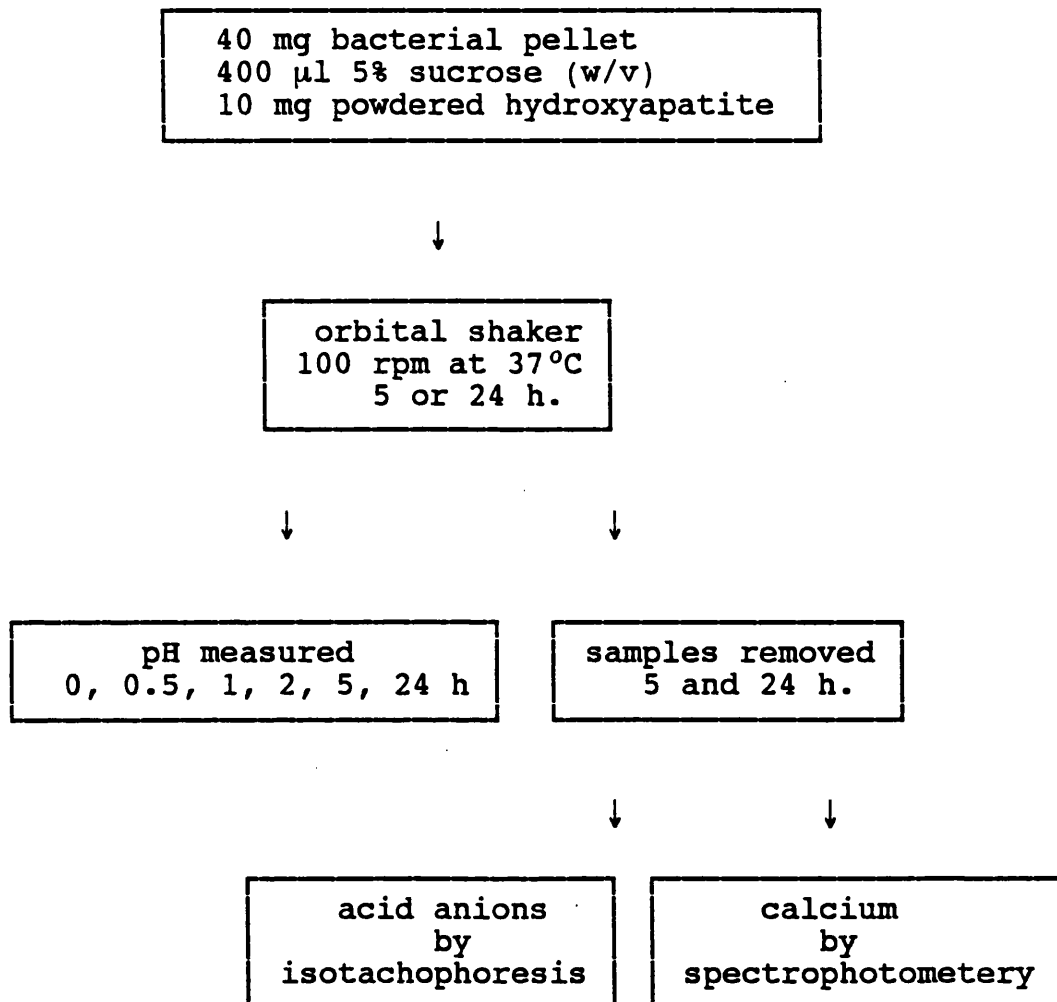 40 mg bacterial pellet
400 µl 5% sucrose (w/v)
10 mg powdered hydroxyapatite
↓
orbital shaker
100 rpm at 37°C
5 or 24 h.
↓ ↓
pH measured
0, 0.5, 1, 2, 5, 24 h
samples removed
5 and 24 h.
↓ ↓
acid anions
by
isotachophoresis
calcium
by
spectrophotometery